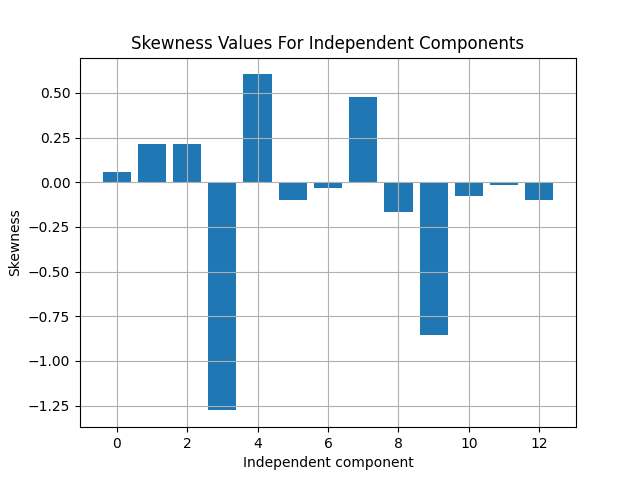 Skewness Values For Independent Components
0.50
0.25
0.00
−0.25
−0.50
−0.75
−1.00
−1.25
Skewness
0 2 4 6 8 10 12
Independent component